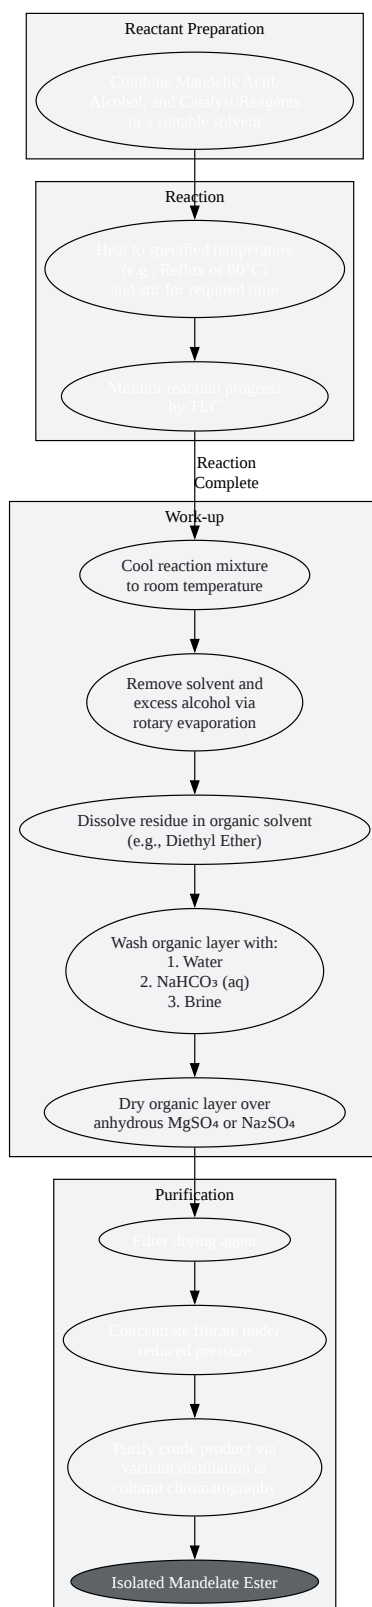 Reactant Preparation
Combine Mandelic Acid,
Alcohol, and Catalyst/Reagents
in a suitable solvent
Reaction
Heat to specified temperature
(e.g., Reflux or 80°C)
and stir for required time
Monitor reaction progress
by TLC
Reaction
Complete
Work-up
Cool reaction mixture
to room temperature
Remove solvent and
excess alcohol via
rotary evaporation
Dissolve residue in organic solvent
(e.g., Diethyl Ether)
Wash organic layer with:
1. Water
2. NaHCO₃ (aq)
3. Brine
Dry organic layer over
anhydrous MgSO₄ or Na₂SO₄
Purification
Filter drying agent
Concentrate filtrate under
reduced pressure
Purify crude product via
vacuum distillation or
column chromatography
Isolated Mandelate Ester